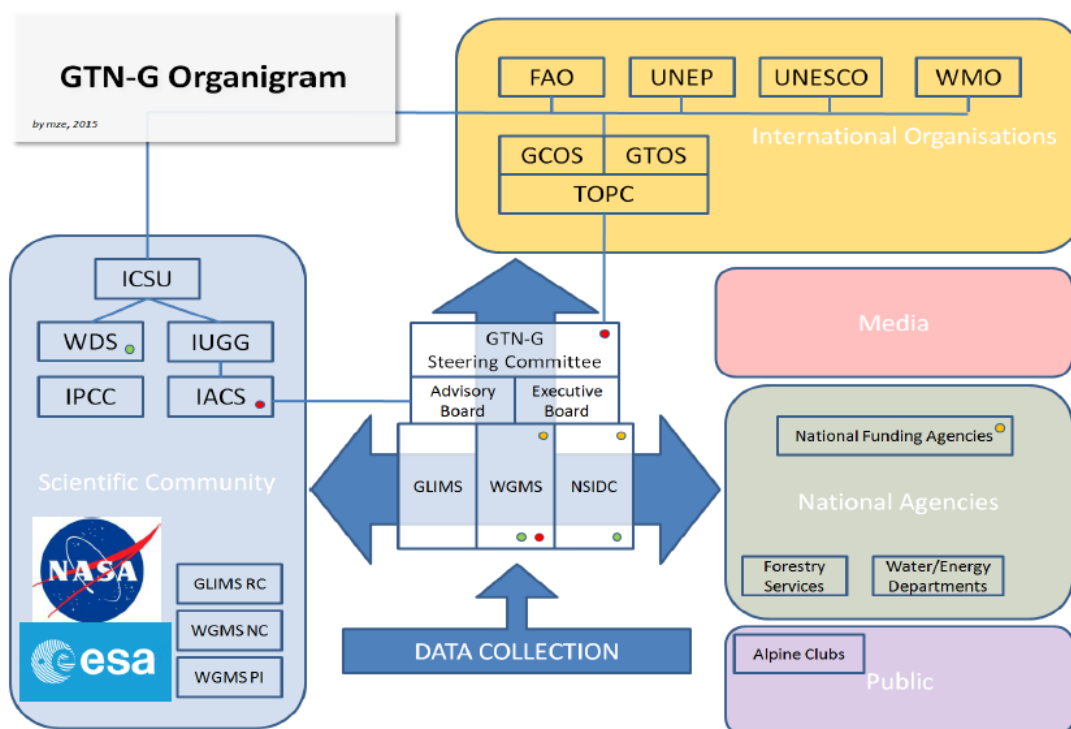 GTN-G Organigram
by mze, 2015
FAO
UNEP
UNESCO
WMO
International Organisations
GCOS
GTOS
TOPC
ICSU
WDS
IUGG
IPCC
IACS
Scientific Community
NASA
esa
GLIMS RC
WGMS NC
WGMS PI
GTN-G
Steering Committee
Advisory
Board
Executive
Board
GLIMS
WGMS
NSIDC
DATA COLLECTION
Media
National Funding Agencies
National Agencies
Forestry
Services
Water/Energy
Departments
Alpine Clubs
Public